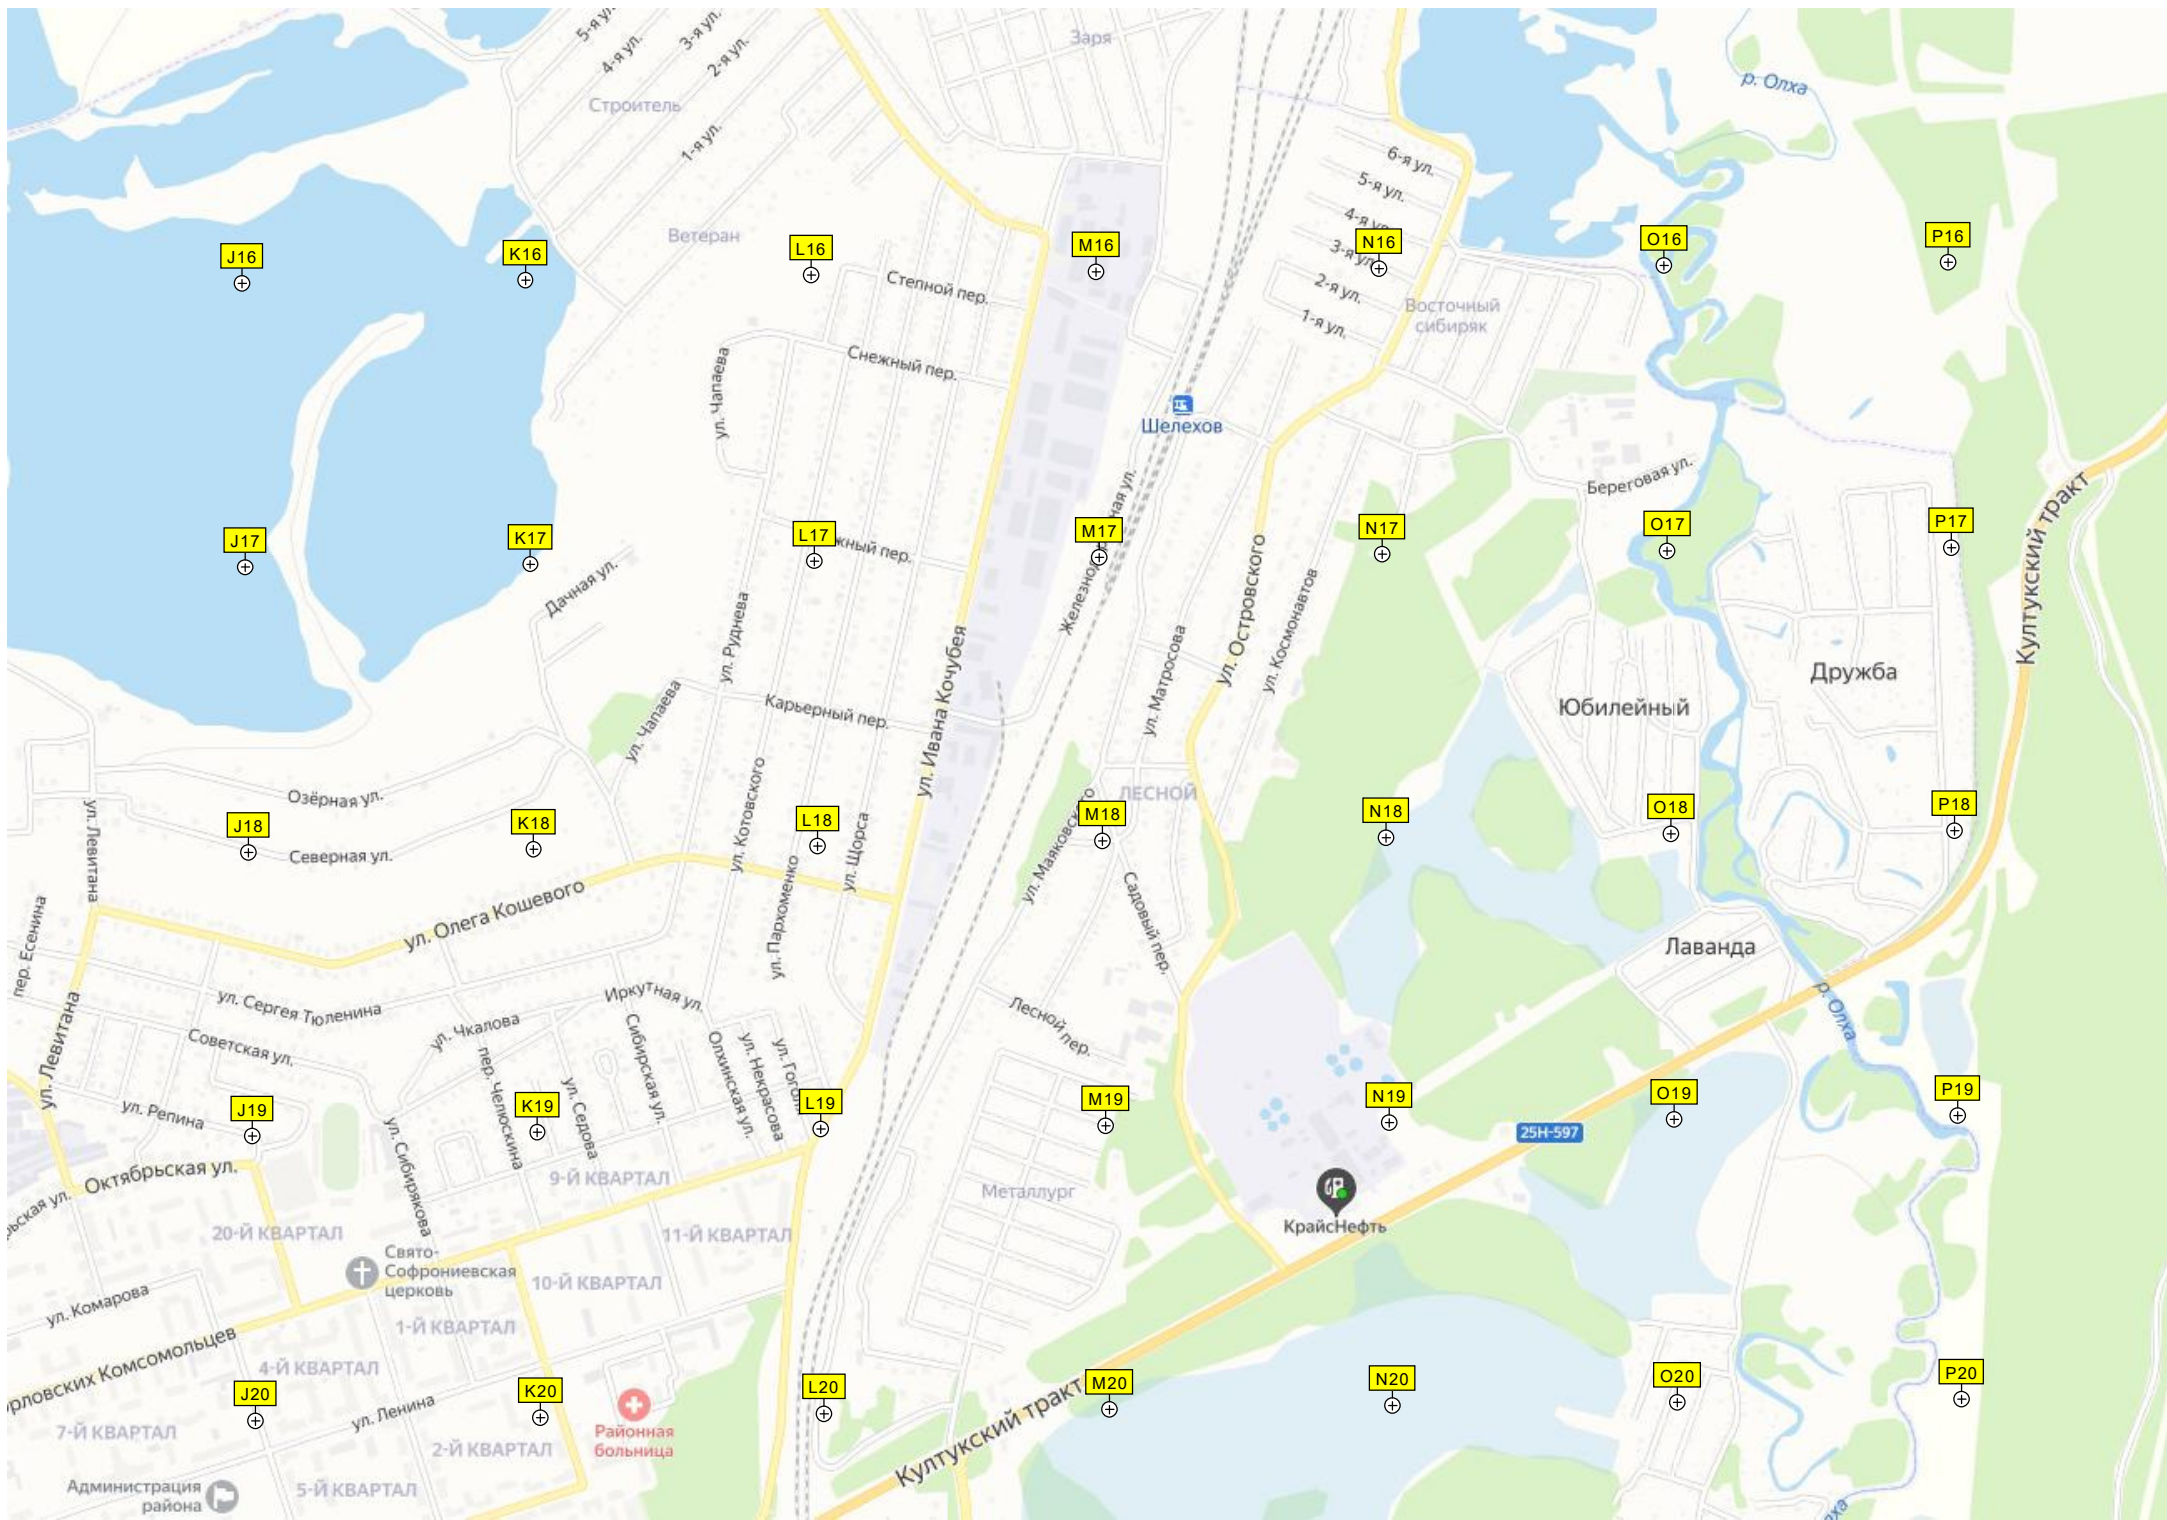 5-я ул.
4-я ул.
3-я ул.
2-я ул.
1-я ул.
Строитель
Заря
р. Олха
6-я ул.
5-я ул.
4-я ул.
3-я ул.
2-я ул.
1-я ул.
Ветеран
J16
K16
L16
M16
N16
O16
P16
Степной пер.
Восточный
сибиряк
Снежный пер.
ул. Чапаева
Шелехов
Береговая ул.
Култукский тракт
J17
K17
L17
M17
N17
O17
P17
Дачная ул.
ул. Руднева
ул. Ивана Кочубея
ул. Матросова
ул. Островского
ул. Космонавтов
Дружба
Юбилейный
ул. Чапаева
Карьерный пер.
Озёрная ул.
ЛЕСНОЙ
ул. Левитана
ул. Котовского
ул. Щорса
ул. Маяковского
J18
K18
L18
M18
N18
O18
P18
Северная ул.
ул. Олега Кошевого
ул. Пархоменко
Садовый пер.
Лаванда
пер. Есенина
ул. Сергея Тюленина
Иркутная ул.
Лесной пер.
р. Олха
ул. Левитана
Советская ул.
ул. Чкалова
пер. Челюскина
ул. Седова
Сибирская ул.
Олхинская ул.
ул. Некрасова
ул.
J19
K19
L19
M19
N19
O19
P19
ул. Репина
ул. Сибирякова
25Н-597
Октябрьская ул.
9-Й КВАРТАЛ
Металлург
КрайсНефть
20-Й КВАРТАЛ
11-Й КВАРТАЛ
Свято-
Софрониевская
церковь
10-Й КВАРТАЛ
ул. Комарова
1-Й КВАРТАЛ
4-Й КВАРТАЛ
Комсомольцев
J20
K20
L20
M20
N20
O20
P20
ул. Ленина
7-Й КВАРТАЛ
2-Й КВАРТАЛ
Районная
больница
Култукский тракт
Администрация
района
5-Й КВАРТАЛ